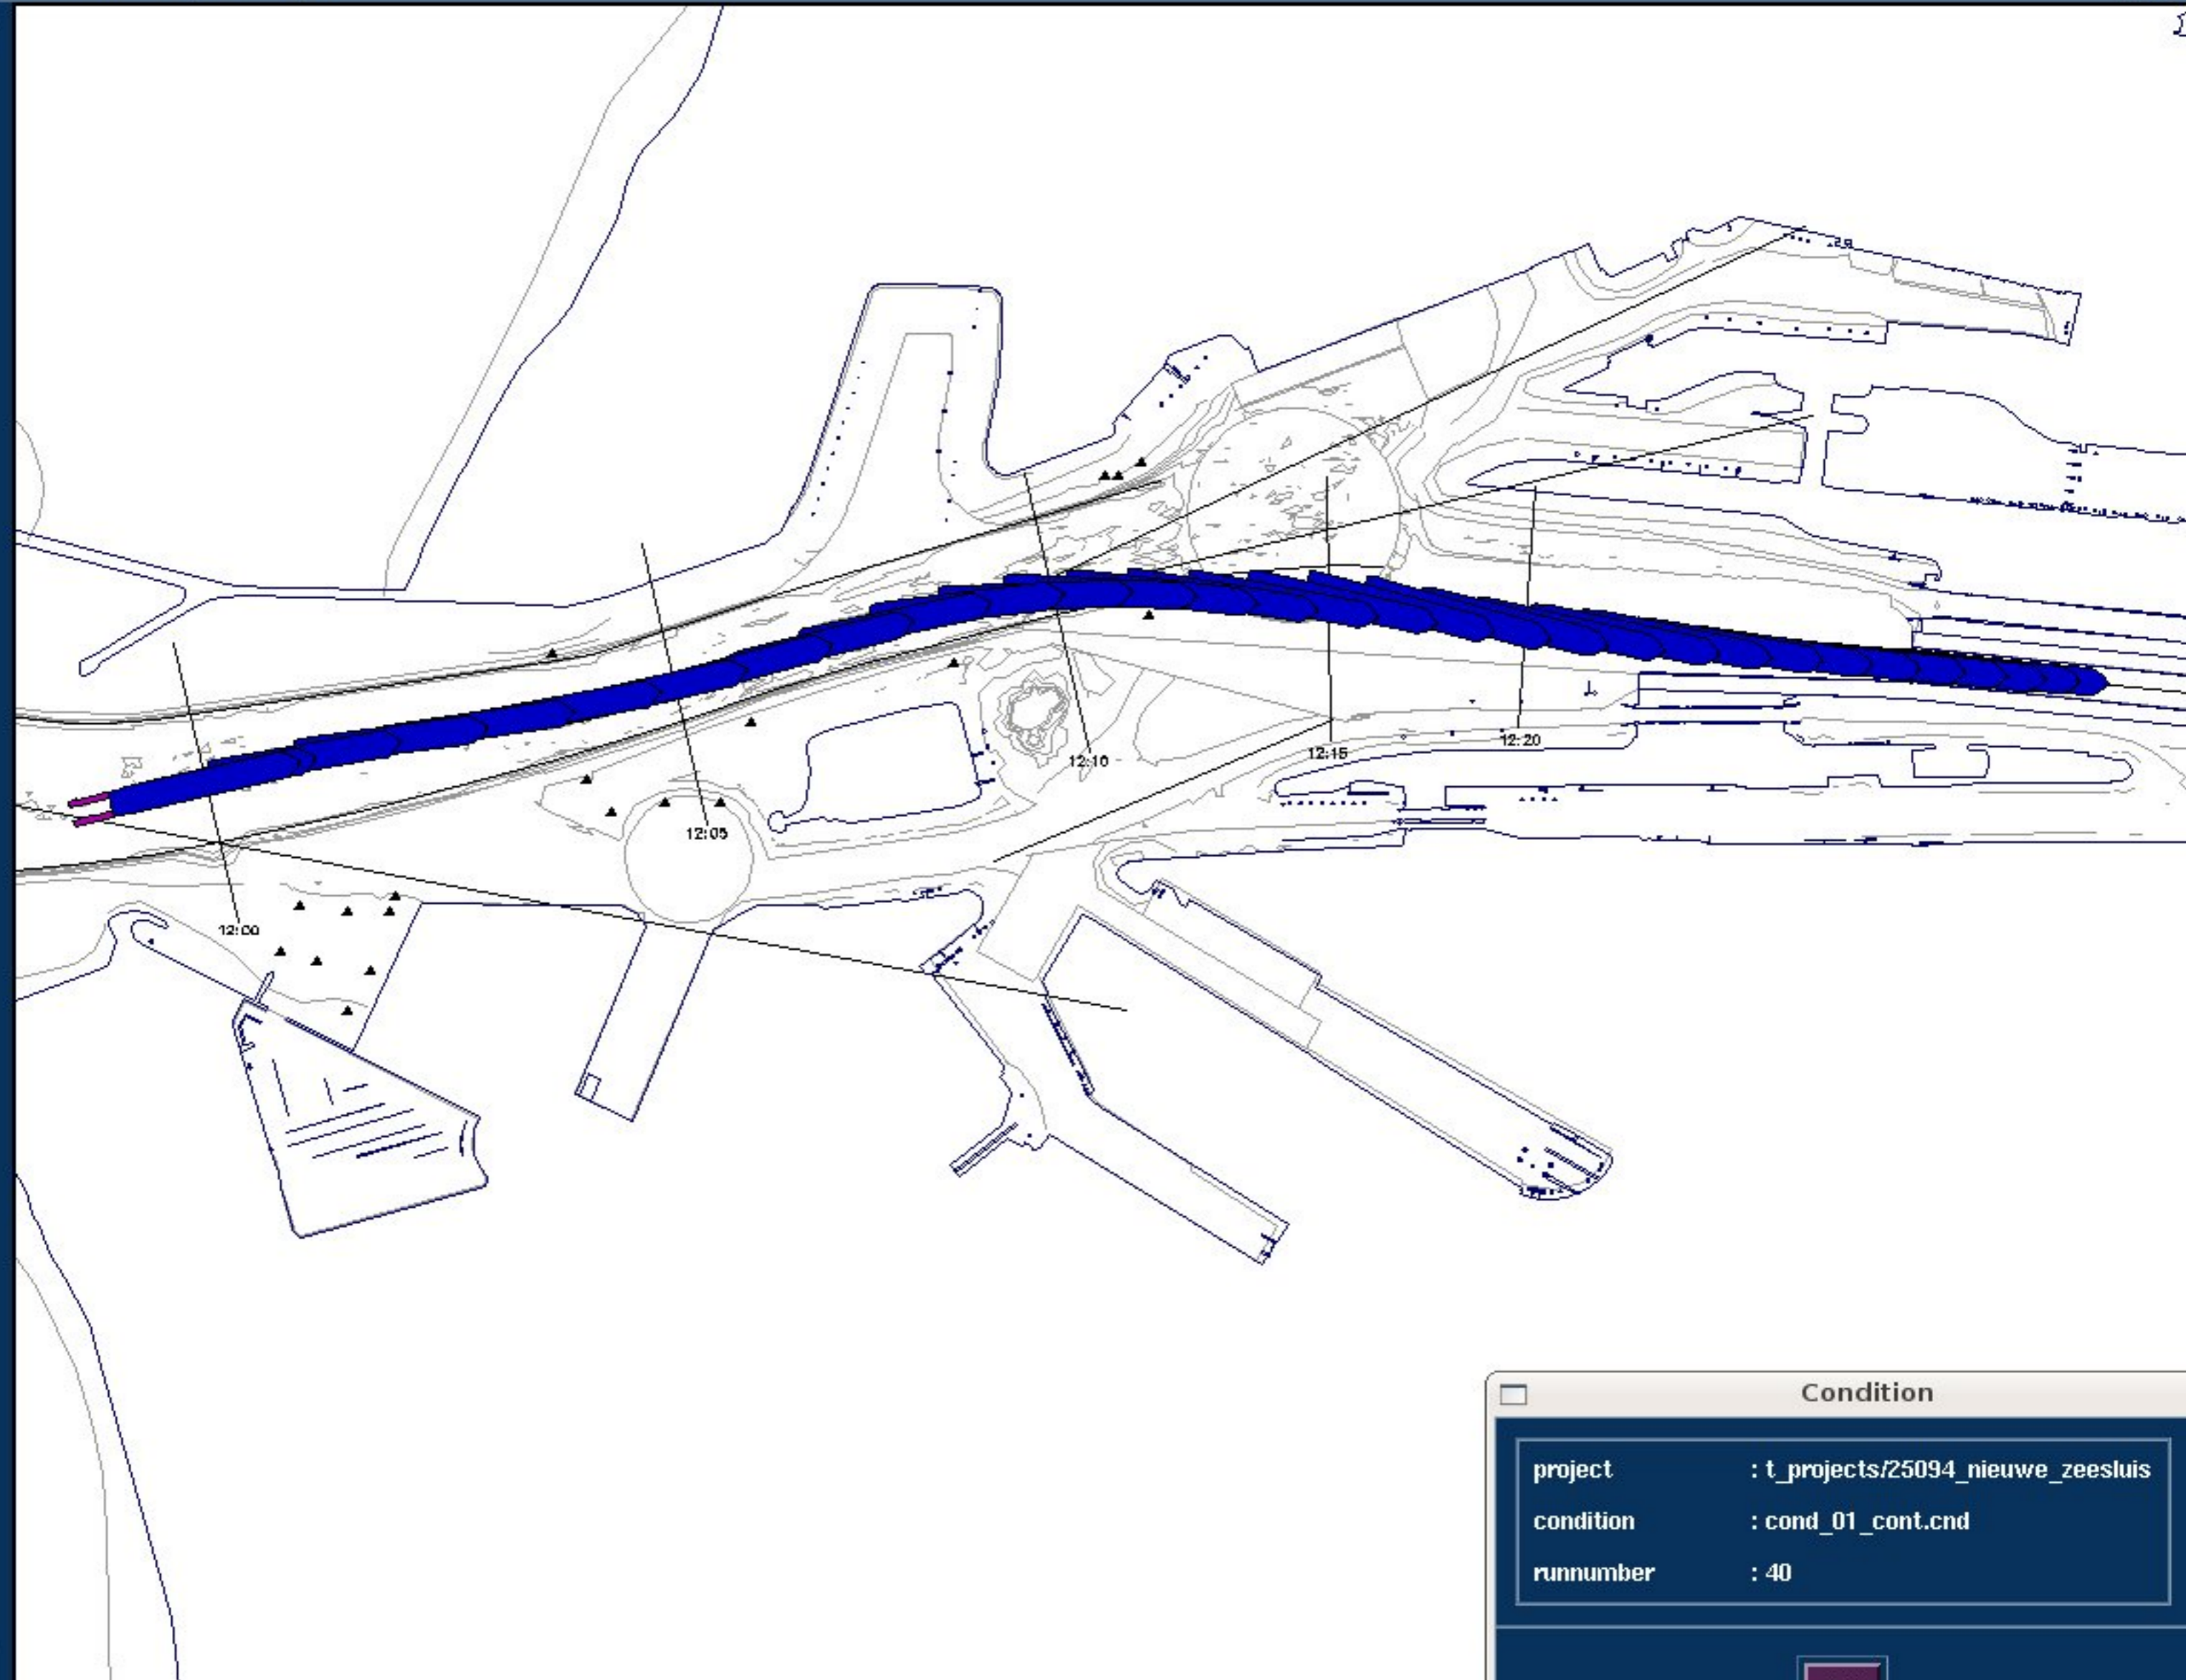 12:20
12:15
12:10
12:05
12:00
Condition
project : t_projects/25094_nieuwe_zeesluis
condition : cond_01_cont.cnd
runnumber : 40